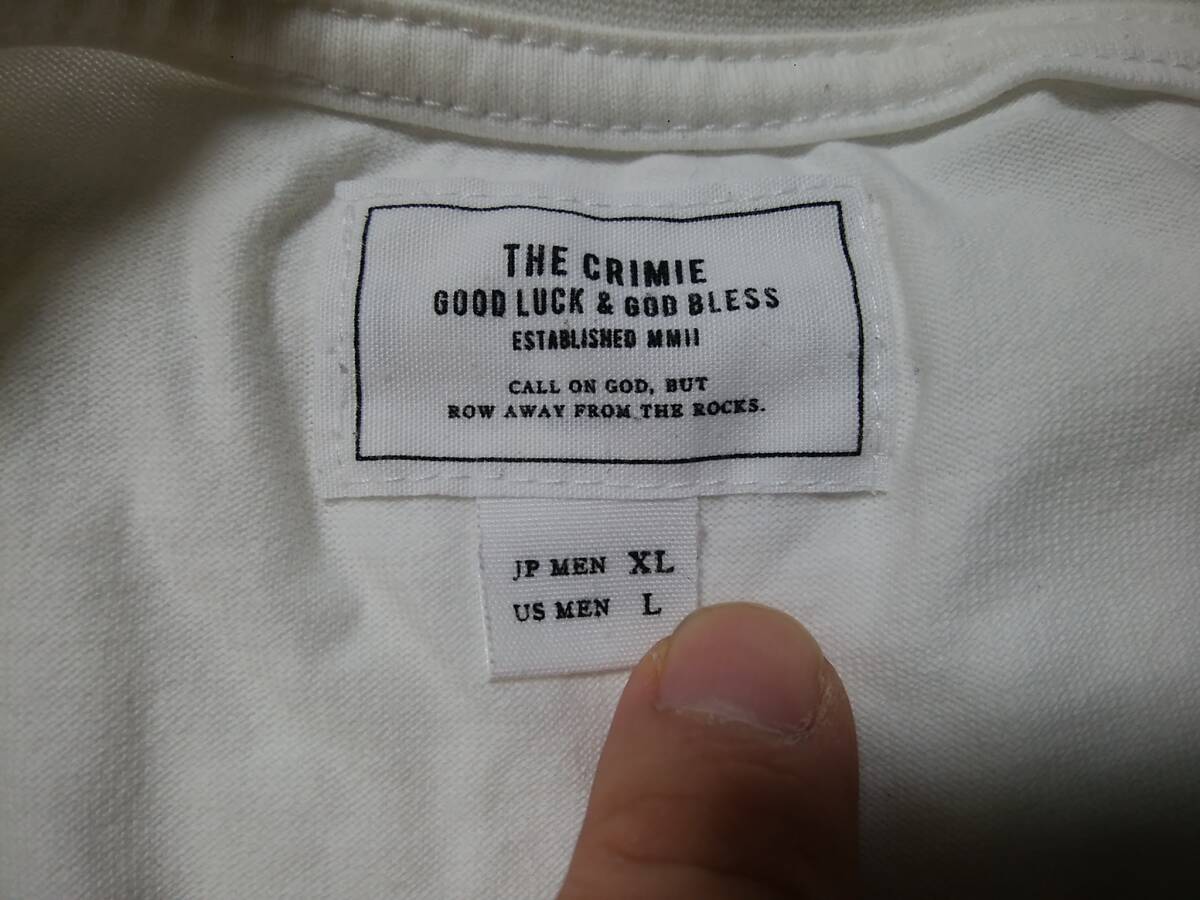 THE CRIMIE
GOOD LUCK & GOD BLESS
ESTABLISHED MMII
CALL ON GOD, BUT
ROW AWAY FROM THE ROCKS.
JP MEN XL
US MEN L